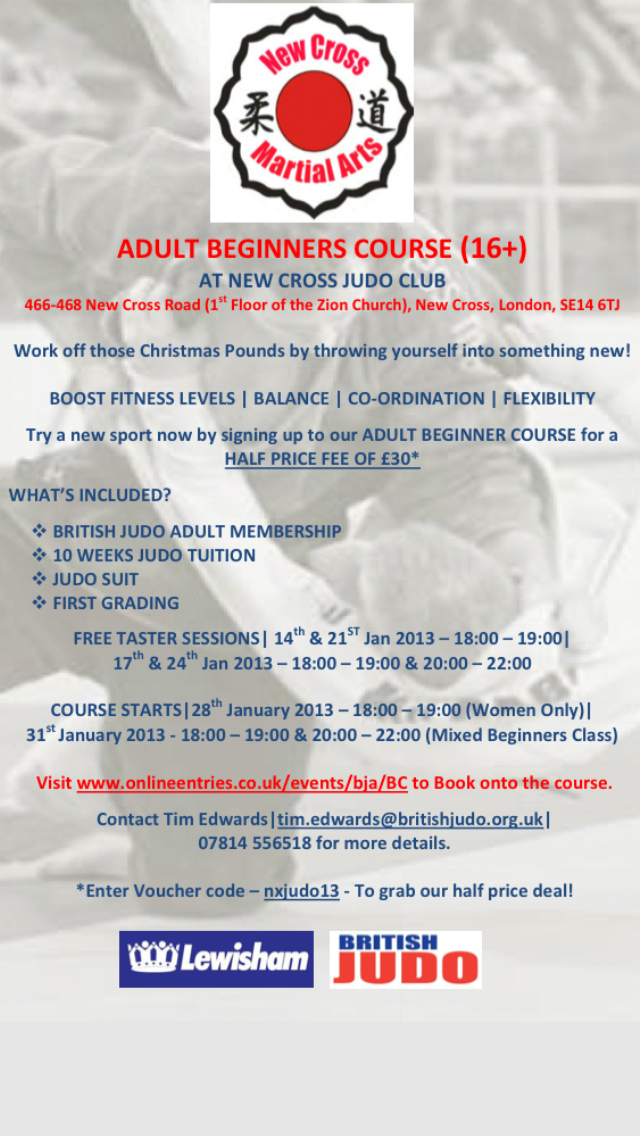 New Cross
柔 道
Martial Arts
ADULT BEGINNERS COURSE (16+)
AT NEW CROSS JUDO CLUB
466-468 New Cross Road (1st Floor of the Zion Church), New Cross, London, SE14 6TJ
Work off those Christmas Pounds by throwing yourself into something new!
BOOST FITNESS LEVELS | BALANCE | CO-ORDINATION | FLEXIBILITY
Try a new sport now by signing up to our ADULT BEGINNER COURSE for a
HALF PRICE FEE OF £30*
WHAT'S INCLUDED?
❖ BRITISH JUDO ADULT MEMBERSHIP
❖ 10 WEEKS JUDO TUITION
❖ JUDO SUIT
❖ FIRST GRADING
FREE TASTER SESSIONS| 14th & 21ST Jan 2013 – 18:00 – 19:00|
17th & 24th Jan 2013 – 18:00 – 19:00 & 20:00 – 22:00
COURSE STARTS|28th January 2013 – 18:00 – 19:00 (Women Only)|
31st January 2013 - 18:00 – 19:00 & 20:00 – 22:00 (Mixed Beginners Class)
Visit www.onlineentries.co.uk/events/bja/BC to Book onto the course.
Contact Tim Edwards|tim.edwards@britishjudo.org.uk|
07814 556518 for more details.
*Enter Voucher code – nxjudo13 - To grab our half price deal!
Lewisham
BRITISH
JUDO